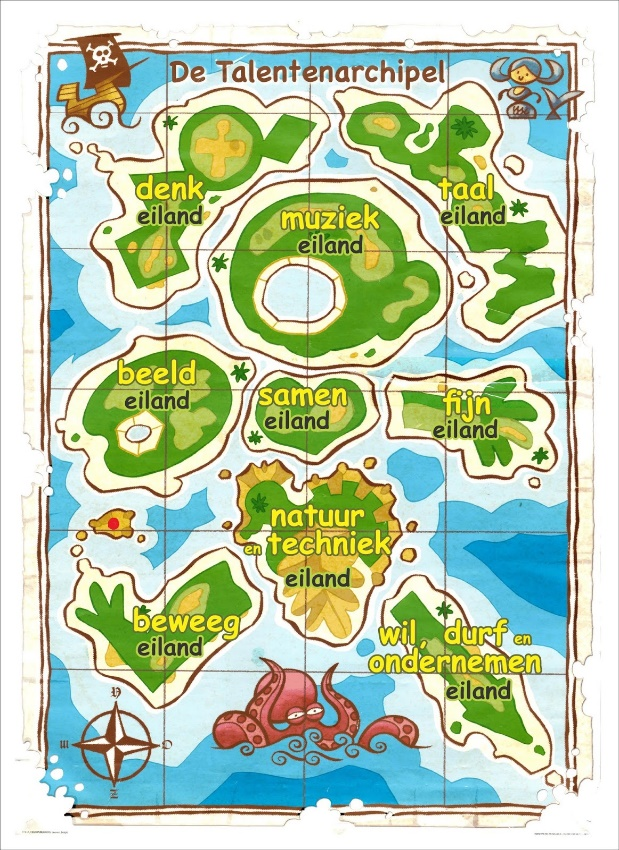 De Talentenarchipel
denk
eiland
taal
eiland
muziek
eiland
beeld
eiland
samen
eiland
fijn
eiland
natuur
en techniek
eiland
beweeg
eiland
wil, durf en
ondernemen
eiland
N
W
O
Z